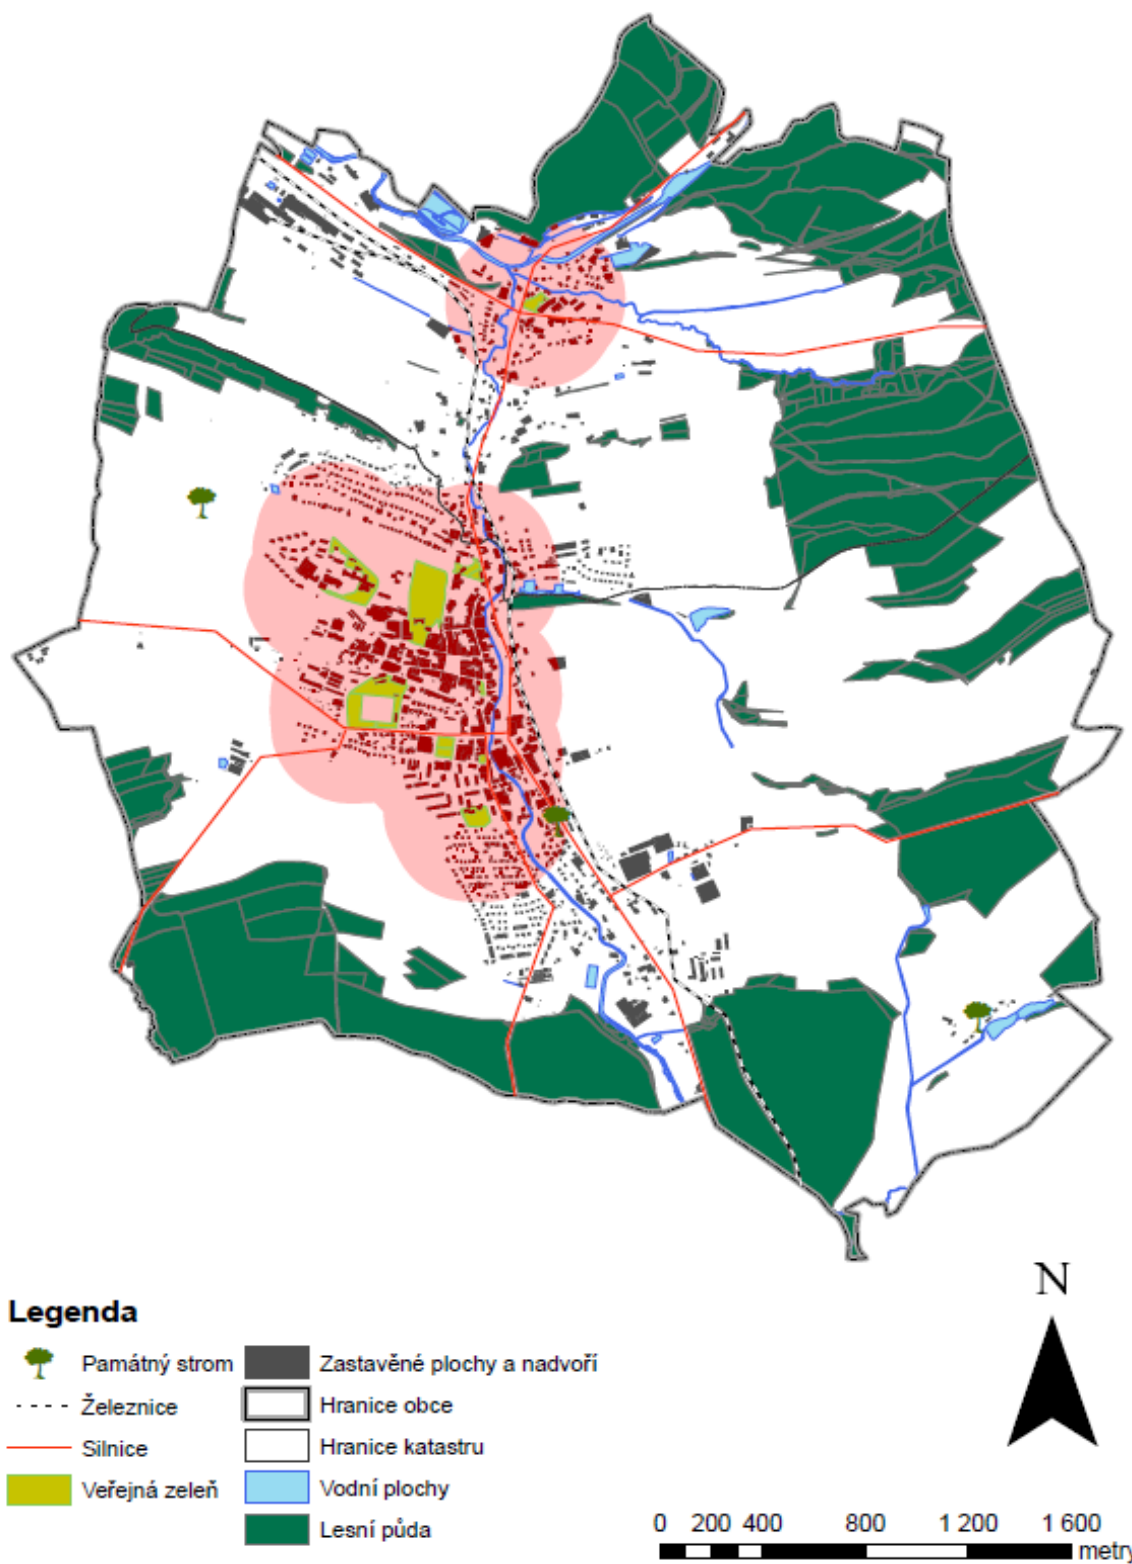 N
Legenda
Památný strom
Železnice
Silnice
Veřejná zeleň
Zastavěné plochy a nadvoří
Hranice obce
Hranice katastru
Vodní plochy
Lesní půda
0 200 400 800 1 200 1 600
metry